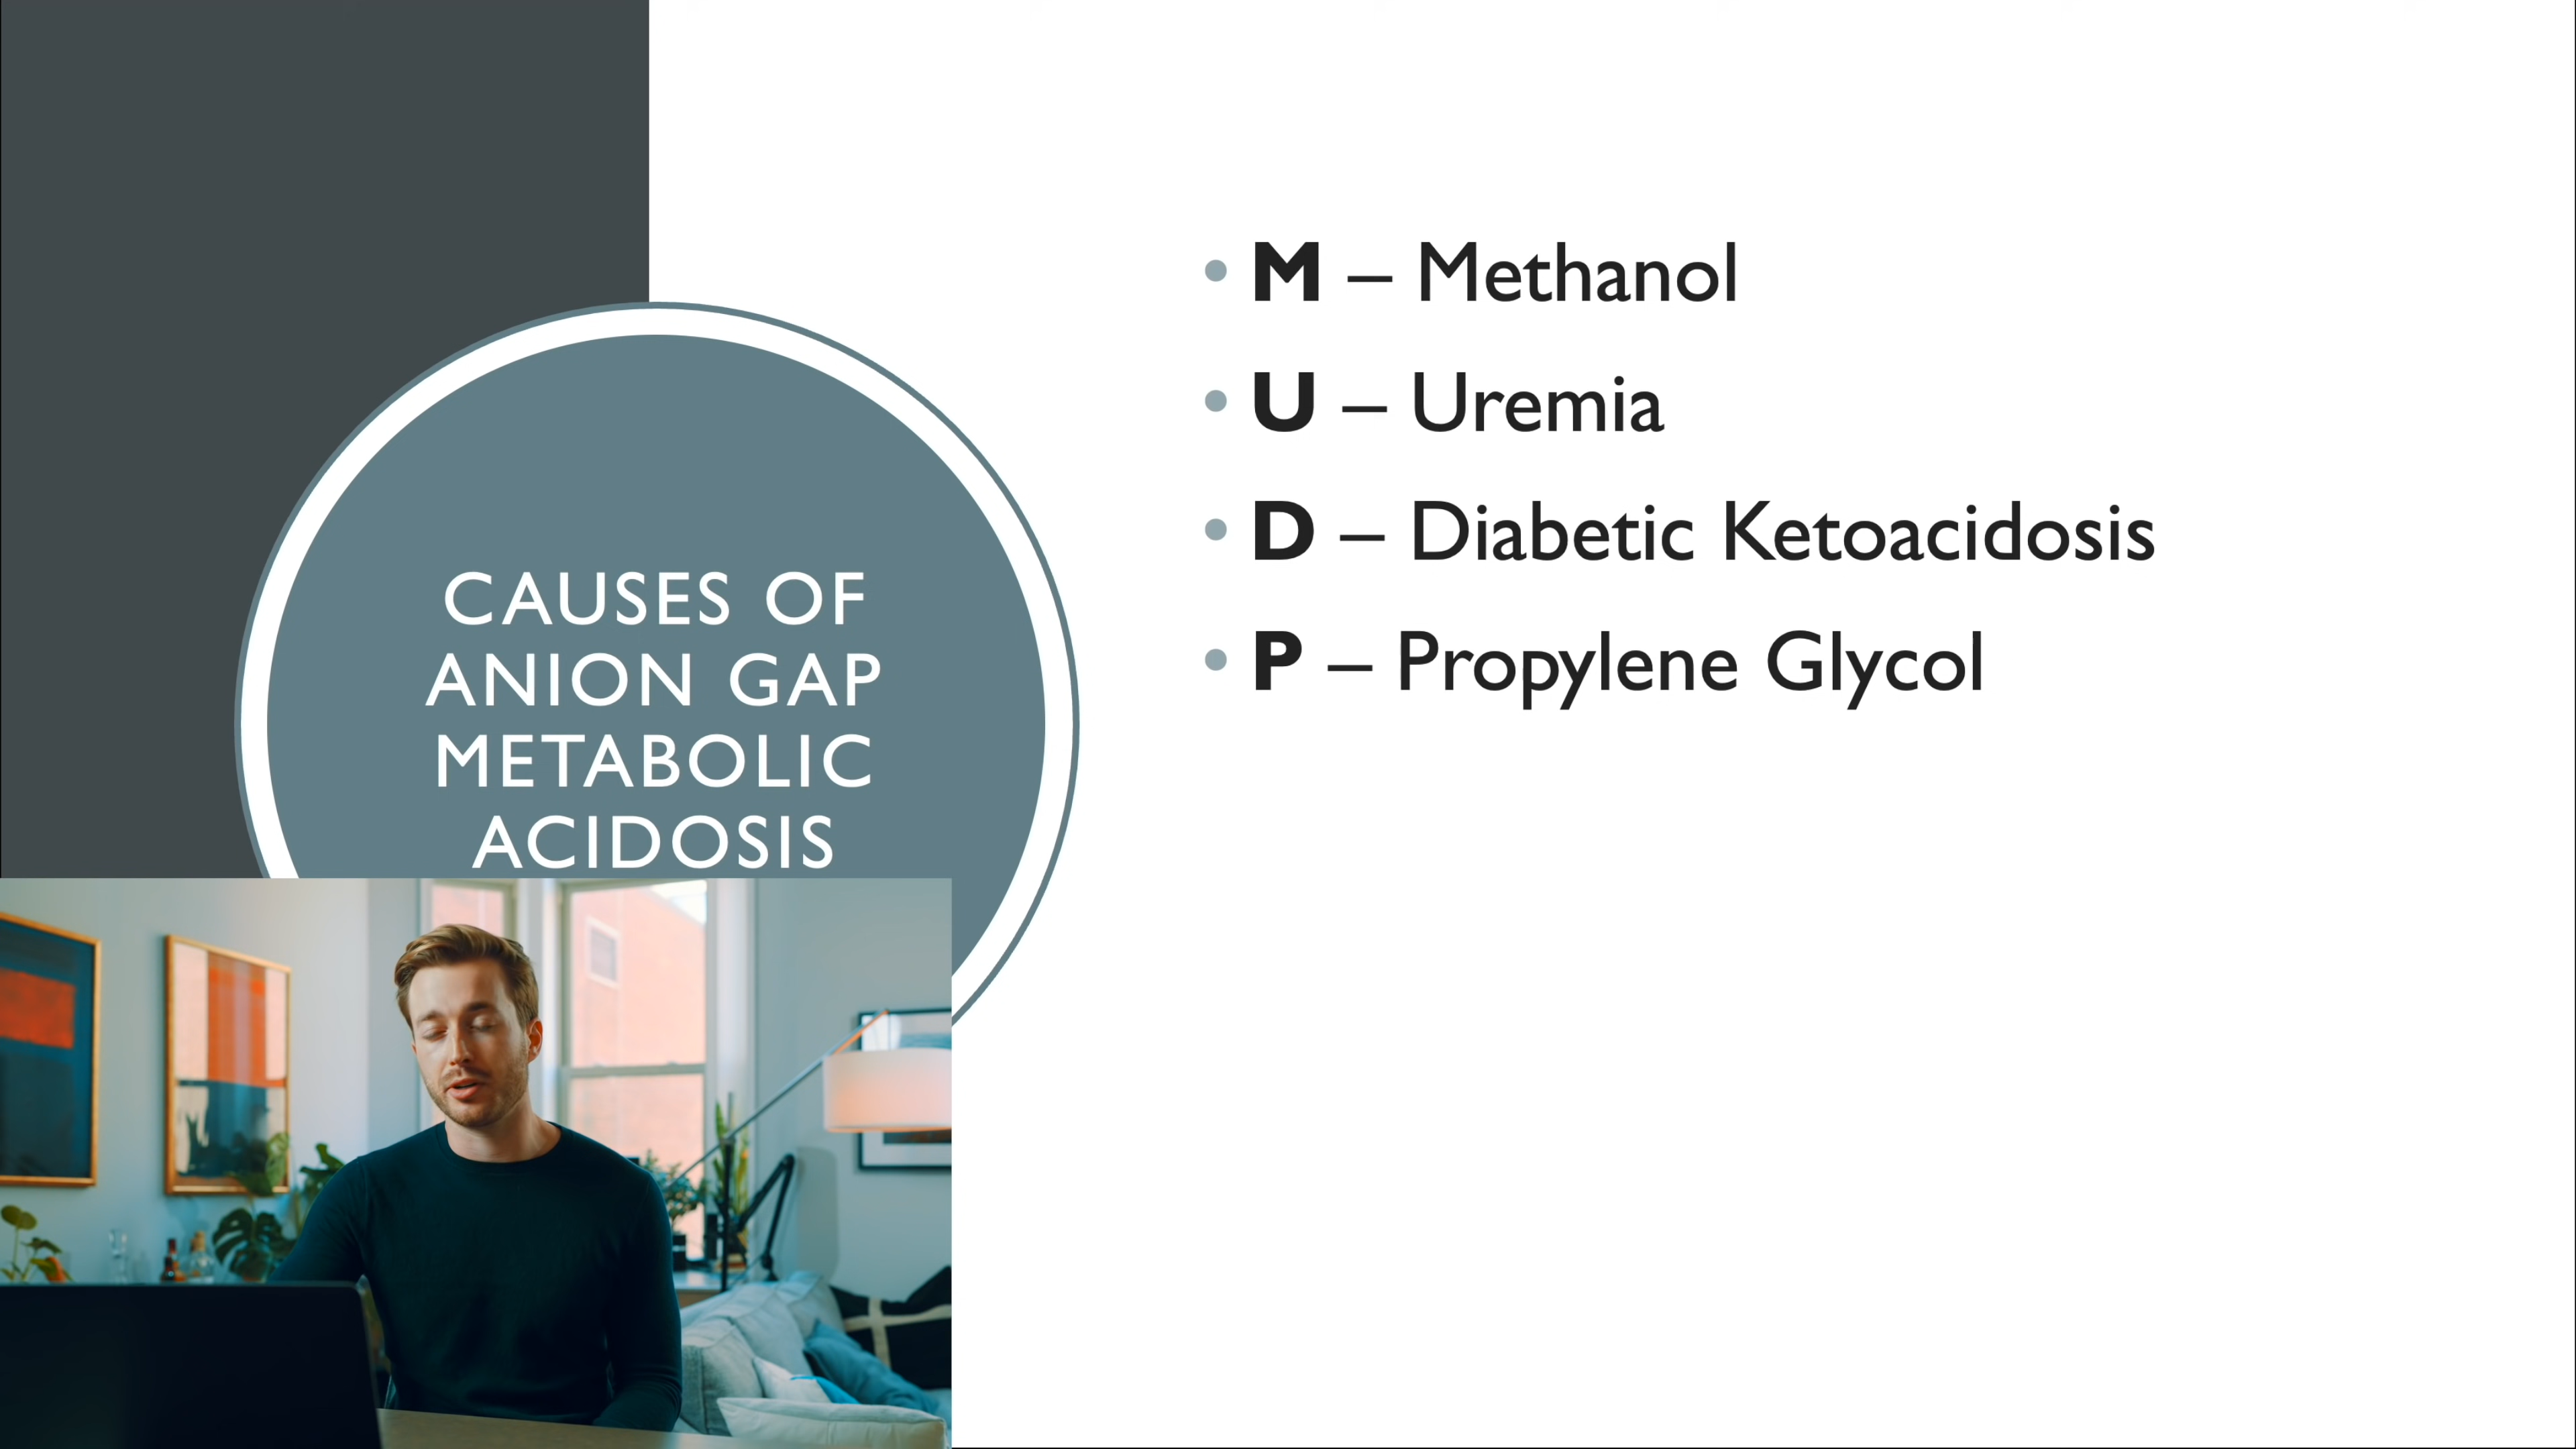 CAUSES OF
ANION GAP
METABOLIC
ACIDOSIS
• M – Methanol
• U – Uremia
• D – Diabetic Ketoacidosis
• P – Propylene Glycol